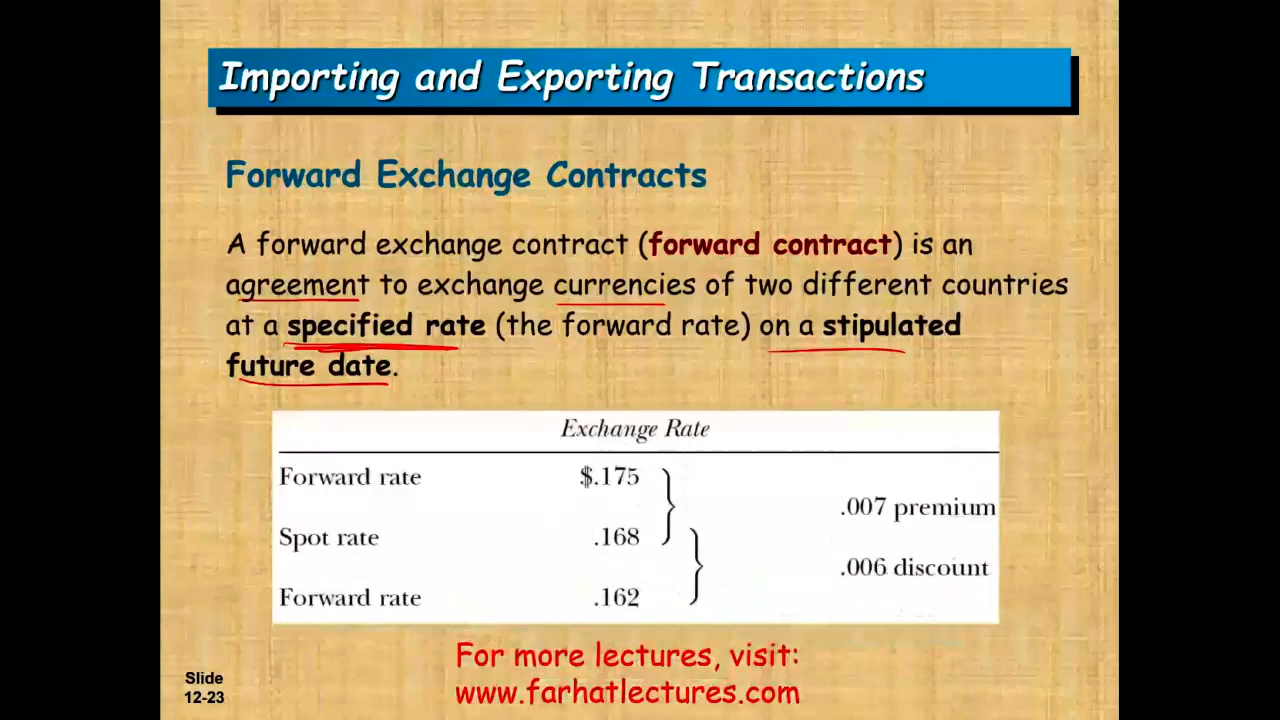 Importing and Exporting Transactions
Forward Exchange Contracts
A forward exchange contract (forward contract) is an
agreement to exchange currencies of two different countries
at a specified rate (the forward rate) on a stipulated
future date.
Exchange Rate
Forward rate $.175
.007 premium
Spot rate .168
.006 discount
Forward rate .162
For more lectures, visit:
www.farhatlectures.com
Slide
12-23